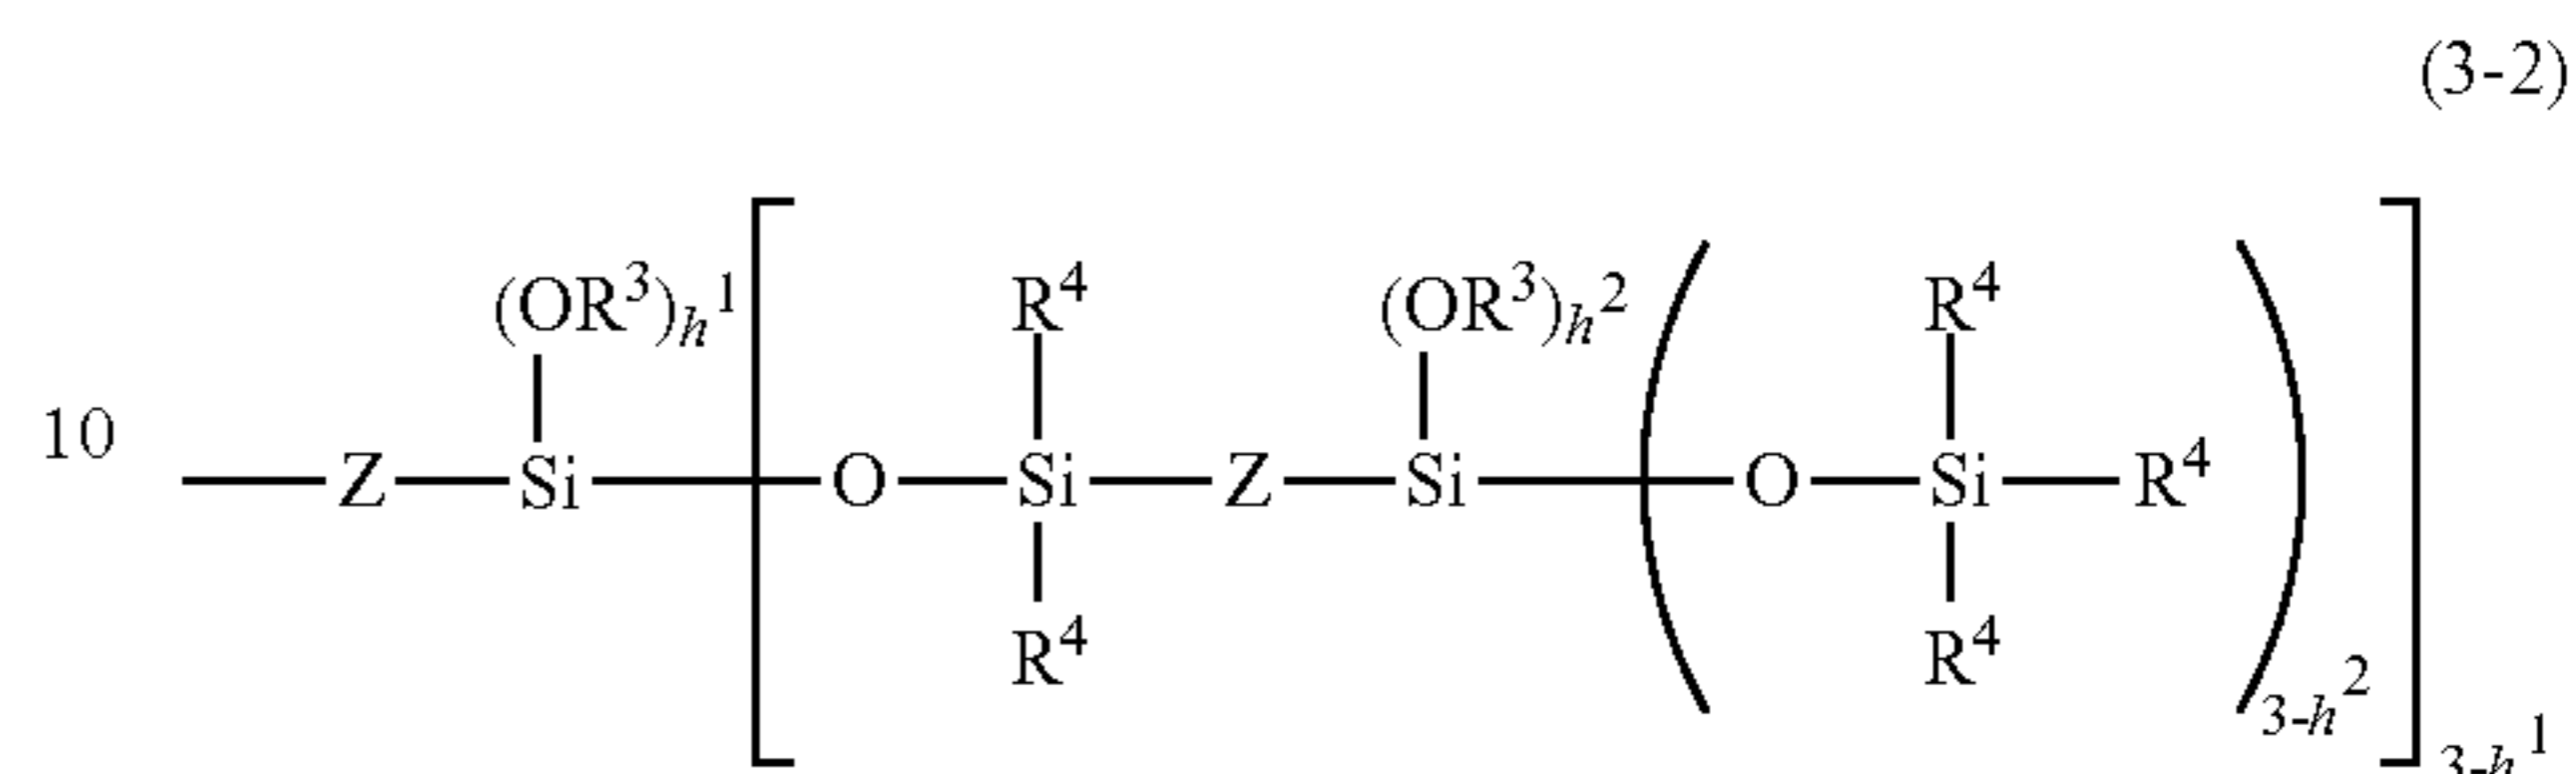 (3-2)
(OR³)h¹ R⁴ (OR³)h² R⁴
10
—Z—Si—[O—Si—Z—Si—(O—Si—R⁴
R⁴ R⁴
)3-h²
]3-h¹